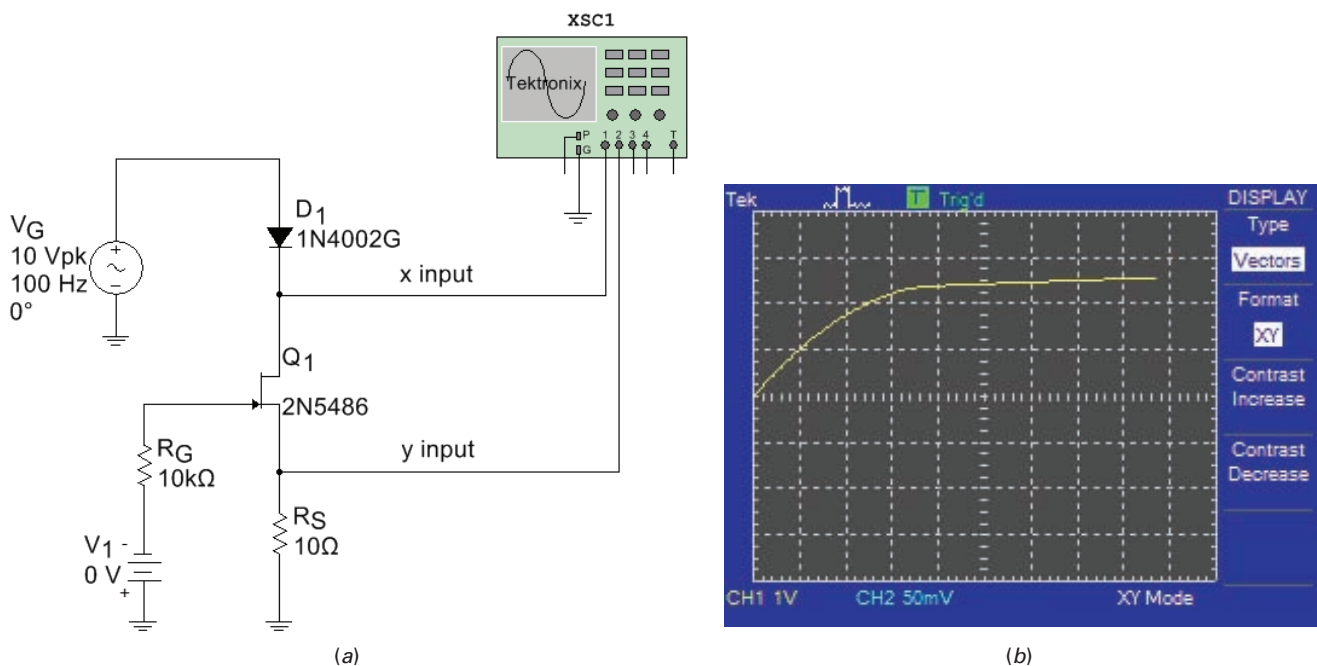 XSC1
Tektronix
P
G
1 2 3 4 T
VG
10 Vpk
100 Hz
0°
D1
1N4002G
x input
Q1
2N5486
y input
RG
10kΩ
RS
10Ω
V1
0 V
-
+
(a)
Tek
T Trig'd
DISPLAY
Type
Vectors
Format
XY
Contrast
Increase
Contrast
Decrease
CH1 1V CH2 50mV XY Mode
(b)